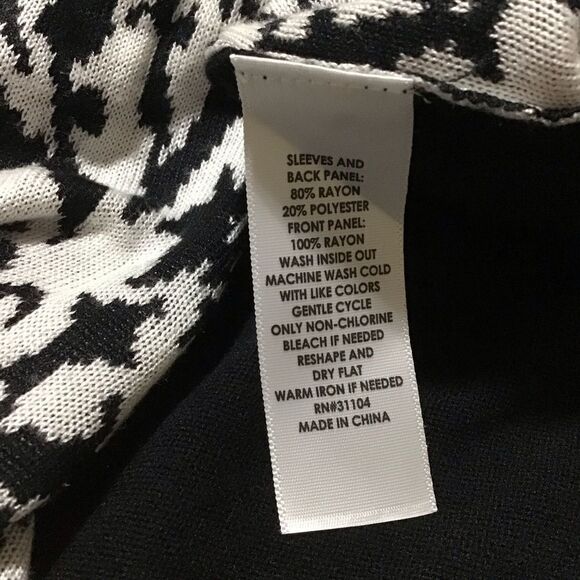 SLEEVES AND
BACK PANEL:
80% RAYON
20% POLYESTER
FRONT PANEL:
100% RAYON
WASH INSIDE OUT
MACHINE WASH COLD
WITH LIKE COLORS
GENTLE CYCLE
ONLY NON-CHLORINE
BLEACH IF NEEDED
RESHAPE AND
DRY FLAT
WARM IRON IF NEEDED
RN#31104
MADE IN CHINA